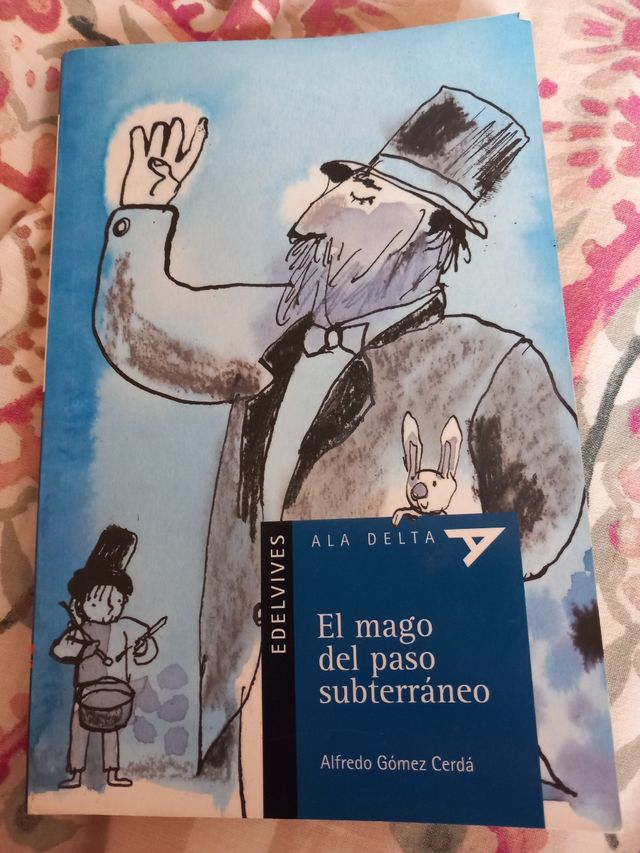 EDELVIVES
ALA DELTA
El mago
del paso
subterráneo
Alfredo Gómez Cerdá